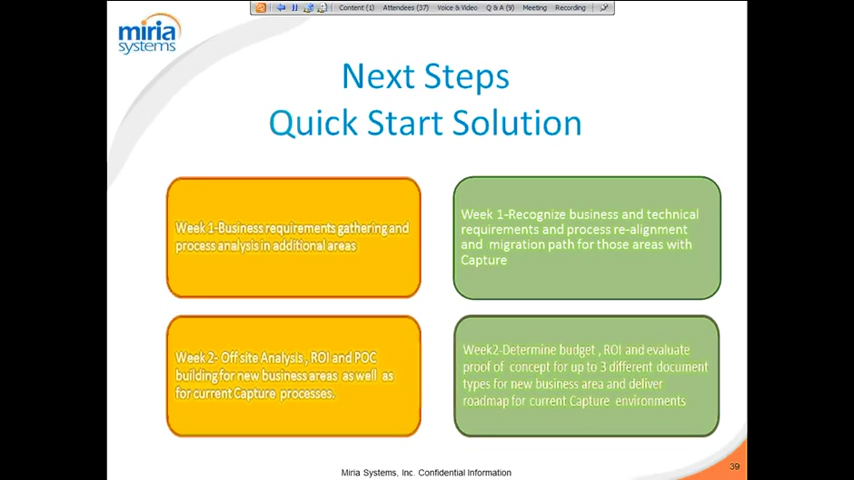 Content (1) Attendees (37) Voice & Video Q & A (9) Meeting Recording
miria
systems
Next Steps
Quick Start Solution
Week 1-Business requirements gathering and
process analysis in additional areas
Week 1-Recognize business and technical
requirements and process re-alignment
and migration path for those areas with
Capture
Week 2- Off site Analysis , ROI and POC
building for new business areas as well as
for current Capture processes.
Week2-Determine budget , ROI and evaluate
proof of concept for up to 3 different document
types for new business area and deliver
roadmap for current Capture environments
Miria Systems, Inc. Confidential Information
39